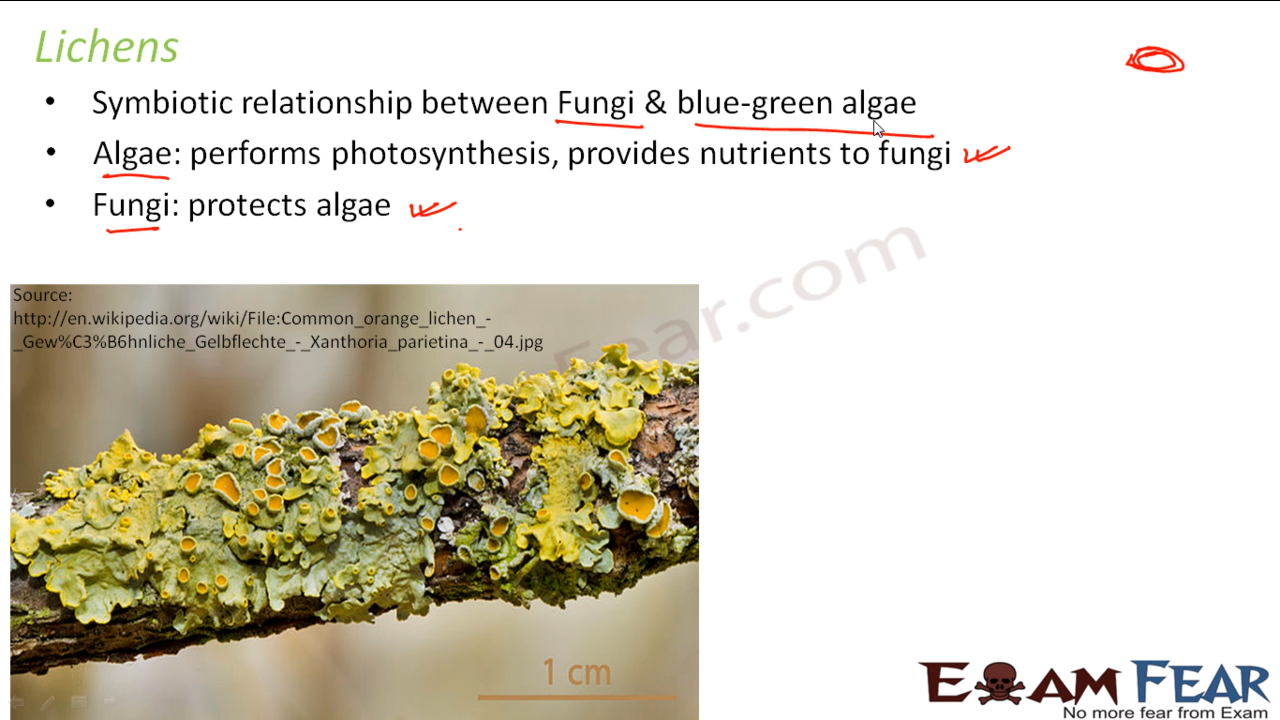 Lichens
• Symbiotic relationship between Fungi & blue-green algae
• Algae: performs photosynthesis, provides nutrients to fungi
• Fungi: protects algae
Fear.com
Source:
http://en.wikipedia.org/wiki/File:Common_orange_lichen_-
_Gew%C3%B6hnliche_Gelbflechte_-_Xanthoria_parietina_-_04.jpg
1 cm
EXAM FEAR
No more fear from Exam